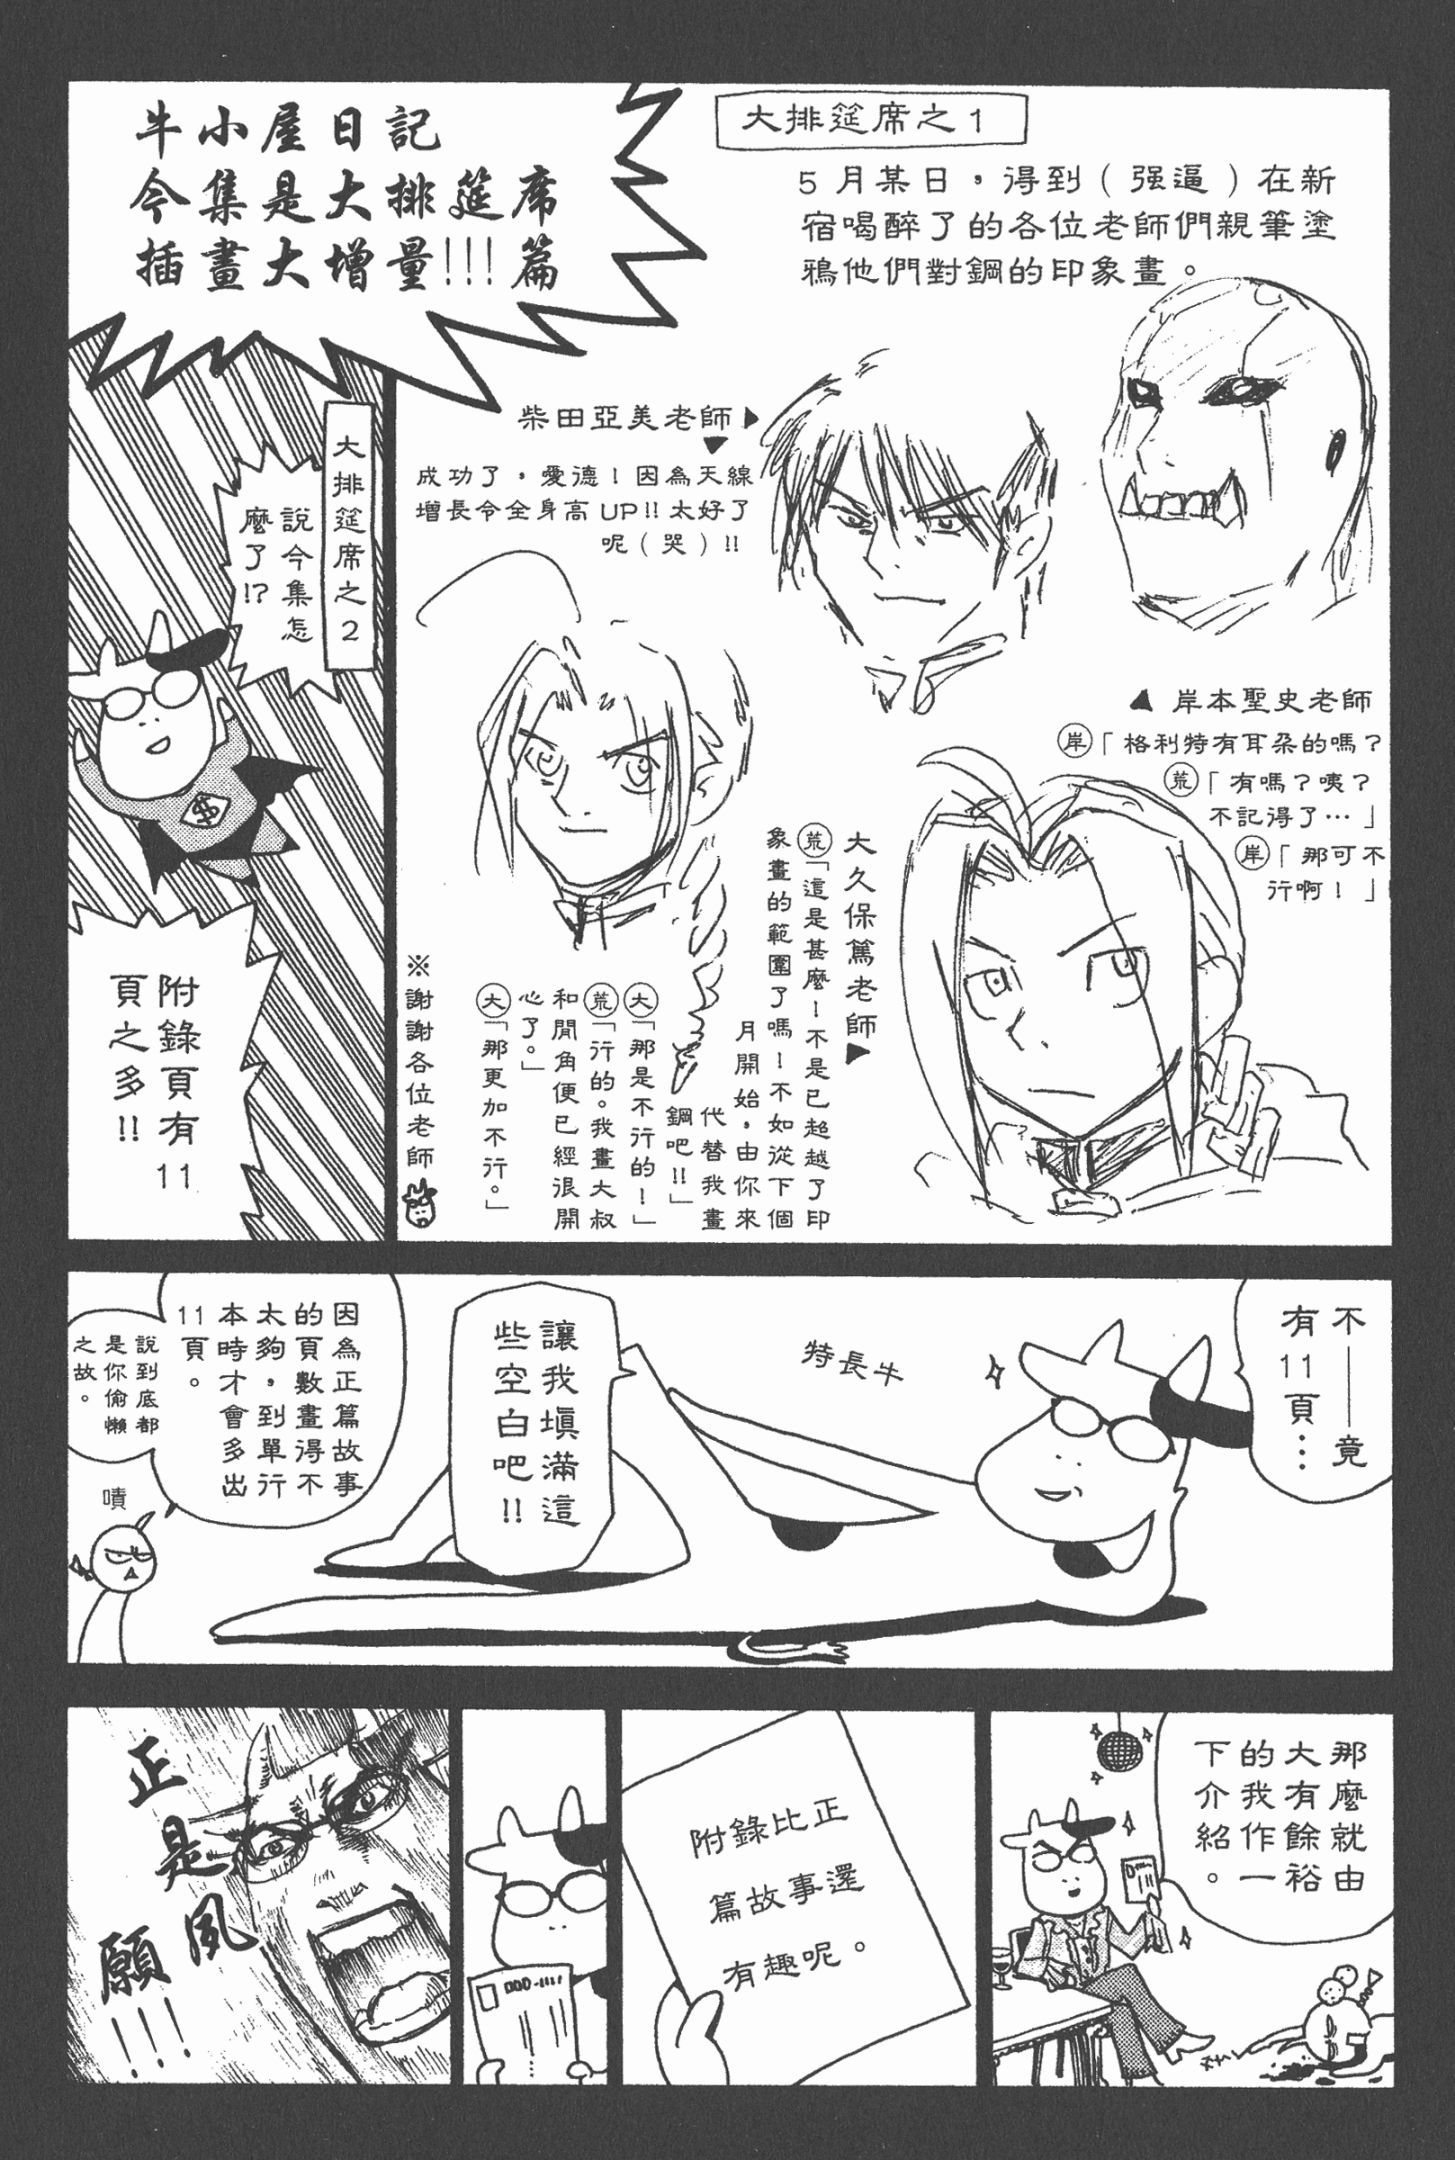 牛小屋日記
今集是大排筵席
插畫大增量!!!篇
大排筵席之1
5月某日，得到（强逼）在新
宿喝醉了的各位老師們親筆塗
鴉他們對鋼的印象畫。
岸本聖史老師
岸「格利特有耳朵的嗎？
荒「有嗎？咦？
不記得了…」
岸「那可不
行啊！」
柴田亞美老師
成功了，愛德！因為天線
增長令全身高UP!!太好了
呢（哭）!!
大久保篤老師
荒「這是甚麼！不是已超越了印
象畫的範圍了嗎！不如從下個
月開始，由你來
代替我畫
鋼吧!!」
大「那是不行的！」
荒「行的。我畫大叔
和開角便已經很開
心了。」
大「那更加不行。」
※謝謝各位老師
大排筵席之2
說今集怎
麼了!?
附錄頁有11
頁之多!!
不——竟
有11頁…
特長牛
讓我填滿這
些空白吧!!
因為正篇故事
的頁數畫得不
太夠，到單行
本時才會多出
11頁。
說到底都
是你偷懶
之故。
嘖
那麼就由
大有餘裕
的我作一
下介紹。
附錄比正
篇故事還
有趣呢。
正是夙
願!!!